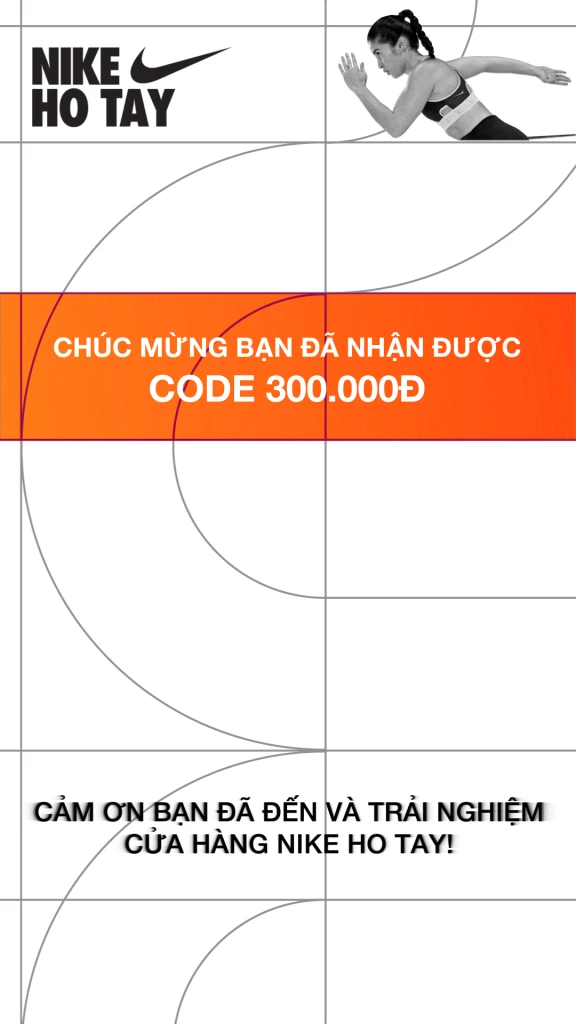 NIKE
HO TAY
CHÚC MỪNG BẠN ĐÃ NHẬN ĐƯỢC
CODE 300.000Đ
CẢM ƠN BẠN ĐÃ ĐẾN VÀ TRẢI NGHIỆM
CỬA HÀNG NIKE HO TAY!